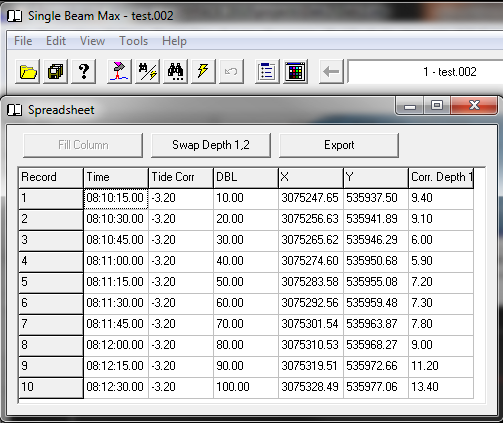 Single Beam Max - test.002
File Edit View Tools Help
1 - test.002
Spreadsheet
Fill Column Swap Depth 1,2 Export
Record Time Tide Corr DBL X Y Corr. Depth 1
1 08:10:15.00 -3.20 10.00 3075247.65 535937.50 9.40
2 08:10:30.00 -3.20 20.00 3075256.63 535941.89 9.10
3 08:10:45.00 -3.20 30.00 3075265.62 535946.29 6.00
4 08:11:00.00 -3.20 40.00 3075274.60 535950.68 5.90
5 08:11:15.00 -3.20 50.00 3075283.58 535955.08 7.20
6 08:11:30.00 -3.20 60.00 3075292.56 535959.48 7.30
7 08:11:45.00 -3.20 70.00 3075301.54 535963.87 7.80
8 08:12:00.00 -3.20 80.00 3075310.53 535968.27 9.00
9 08:12:15.00 -3.20 90.00 3075319.51 535972.66 11.20
10 08:12:30.00 -3.20 100.00 3075328.49 535977.06 13.40